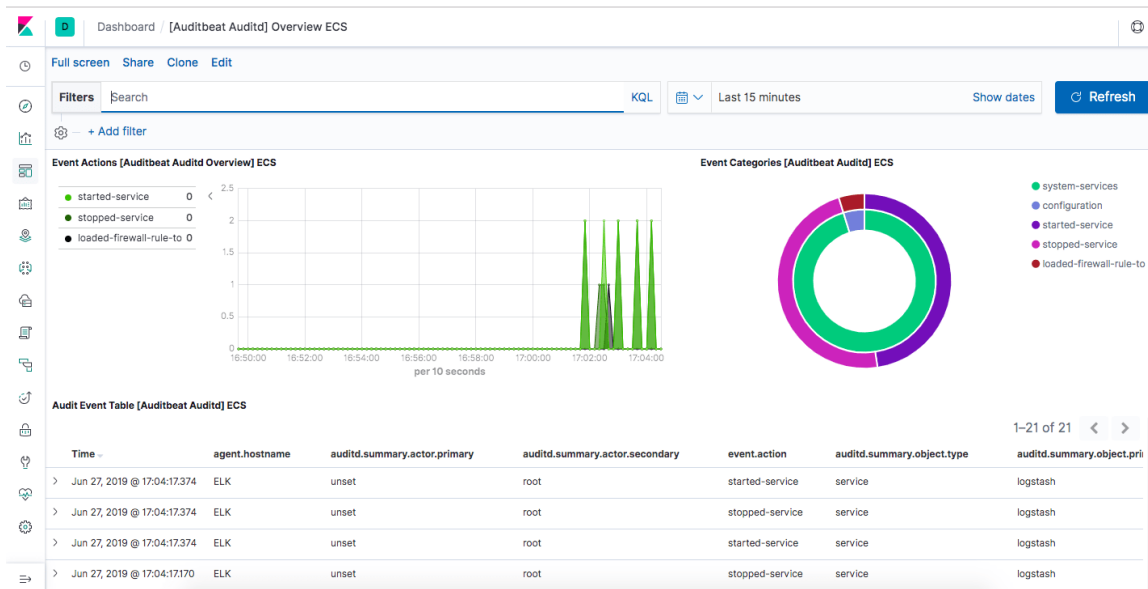 D Dashboard / [Auditbeat Auditd] Overview ECS
Full screen Share Clone Edit
Filters Search KQL Last 15 minutes Show dates Refresh
+ Add filter
Event Actions [Auditbeat Auditd Overview] ECS
started-service 0
stopped-service 0
loaded-firewall-rule-to 0
2.5
2
1.5
1
0.5
0
16:50:00 16:52:00 16:54:00 16:56:00 16:58:00 17:00:00 17:02:00 17:04:00
per 10 seconds
Event Categories [Auditbeat Auditd] ECS
system-services
configuration
started-service
stopped-service
loaded-firewall-rule-to
Audit Event Table [Auditbeat Auditd] ECS
1–21 of 21
Time agent.hostname auditd.summary.actor.primary auditd.summary.actor.secondary event.action auditd.summary.object.type auditd.summary.object.pri
Jun 27, 2019 @ 17:04:17.374 ELK unset root started-service service logstash
Jun 27, 2019 @ 17:04:17.374 ELK unset root stopped-service service logstash
Jun 27, 2019 @ 17:04:17.374 ELK unset root started-service service logstash
Jun 27, 2019 @ 17:04:17.170 ELK unset root stopped-service service logstash